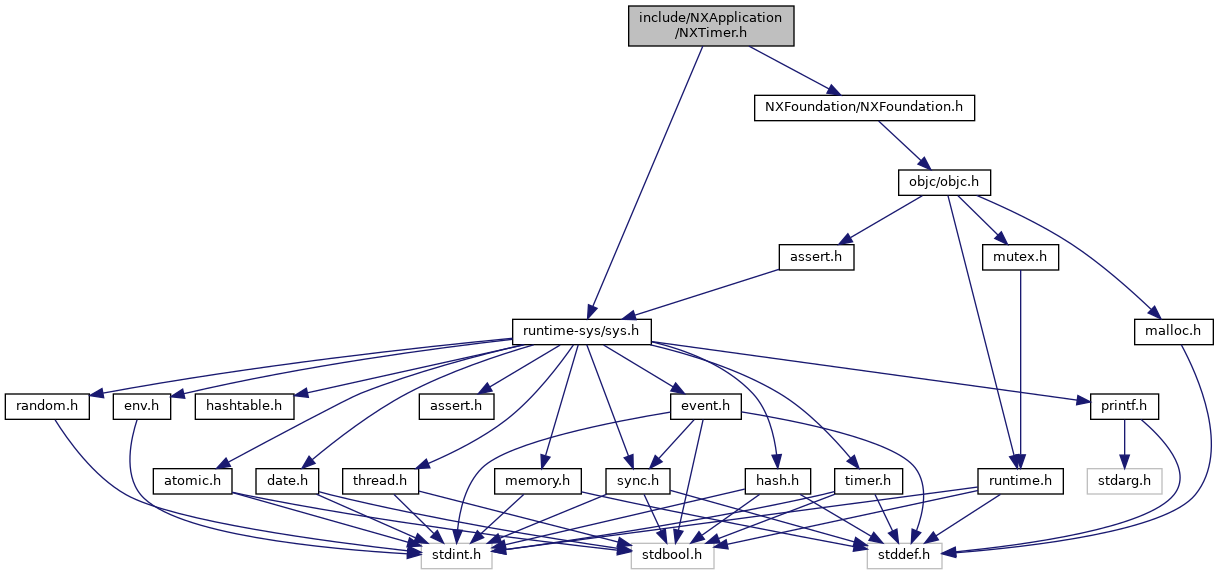 include/NXApplication
/NXTimer.h
NXFoundation/NXFoundation.h
objc/objc.h
assert.h
mutex.h
runtime-sys/sys.h
malloc.h
random.h
env.h
hashtable.h
assert.h
event.h
printf.h
atomic.h
date.h
thread.h
memory.h
sync.h
hash.h
timer.h
runtime.h
stdarg.h
stdint.h
stdbool.h
stddef.h